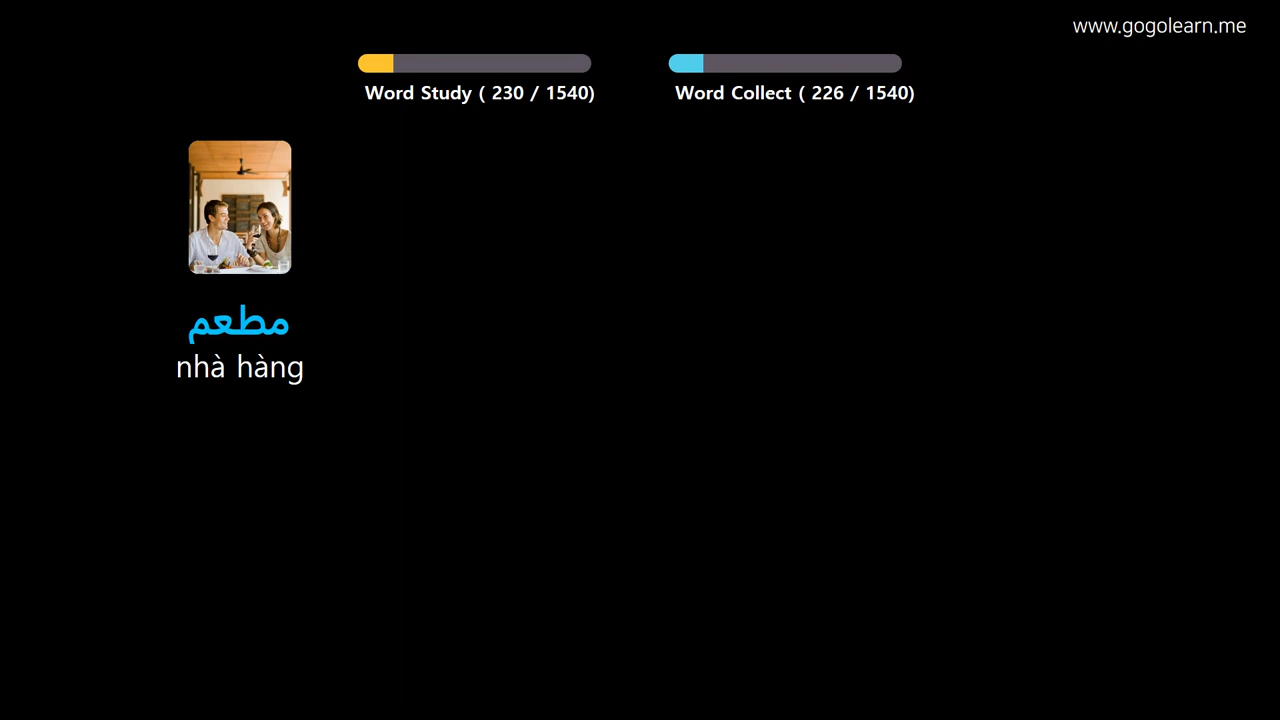 www.gogolearn.me
Word Study ( 230 / 1540)
Word Collect ( 226 / 1540)
مطعم
nhà hàng